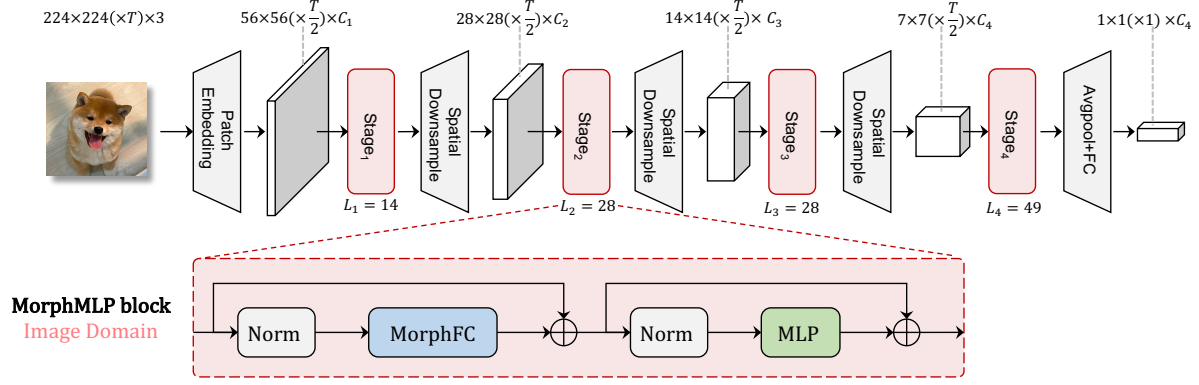 224×224(×T)×3
56×56(×T/2)×C₁
28×28(×T/2)×C₂
14×14(×T/2)× C₃
7×7(×T/2)×C₄
1×1(×1) × C₄
Patch
Embedding
Stage₁
Spatial
Downsample
Stage₂
Spatial
Downsample
Stage₃
Spatial
Downsample
Stage₄
Avgpool+FC
L₁ = 14
L₂ = 28
L₃ = 28
L₄ = 49
MorphMLP block
Image Domain
Norm
MorphFC
Norm
MLP